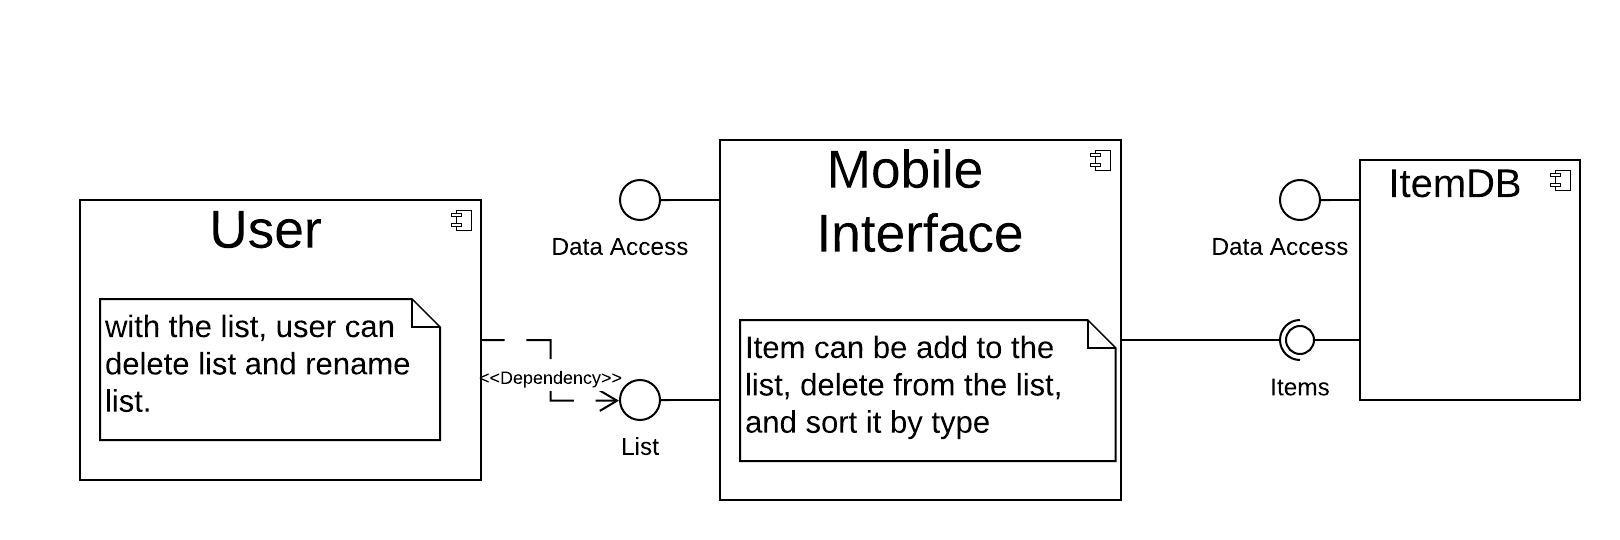 User
with the list, user can
delete list and rename
list.
<<Dependency>>
Data Access
List
Mobile
Interface
Item can be add to the
list, delete from the list,
and sort it by type
Data Access
Items
ItemDB